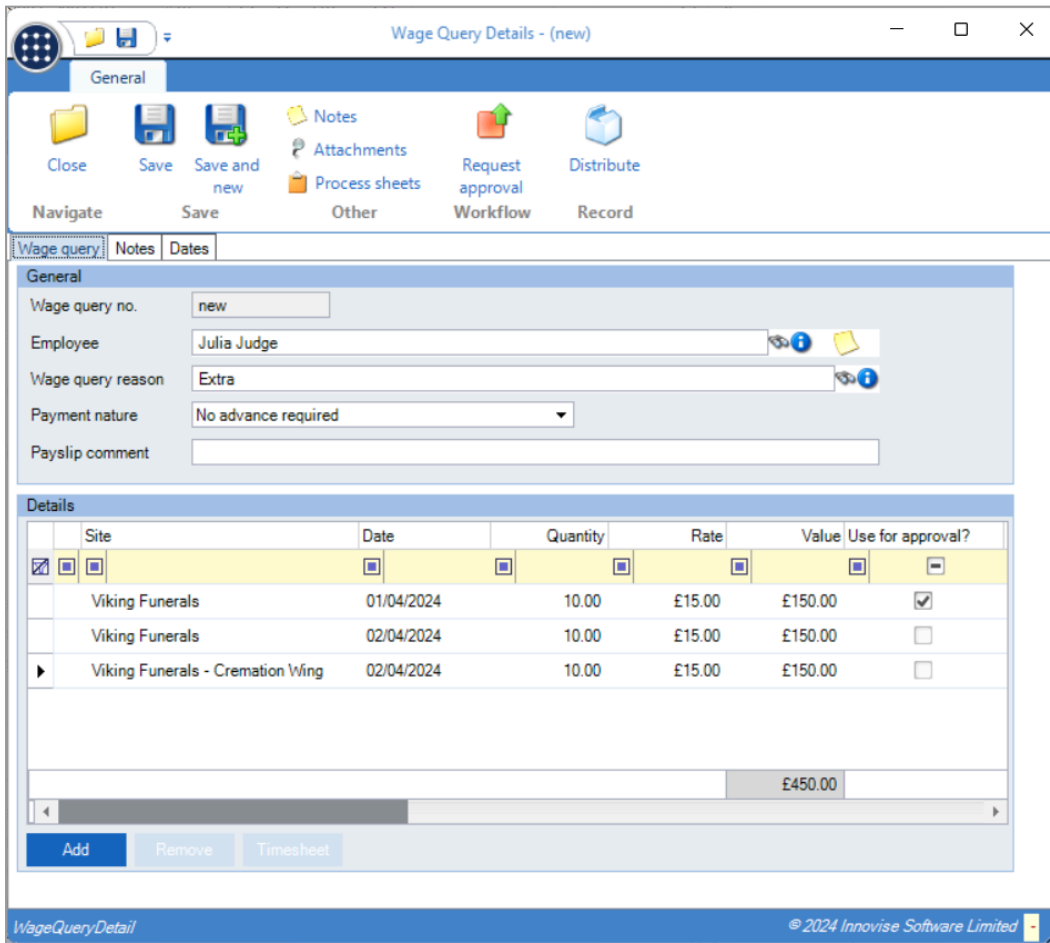 Wage Query Details - (new)
General
Close
Save
Save and new
Notes
Attachments
Process sheets
Request approval
Distribute
Navigate
Save
Other
Workflow
Record
Wage query Notes Dates
General
Wage query no. new
Employee Julia Judge
Wage query reason Extra
Payment nature No advance required
Payslip comment
Details
Site Date Quantity Rate Value Use for approval?
Viking Funerals 01/04/2024 10.00 £15.00 £150.00
Viking Funerals 02/04/2024 10.00 £15.00 £150.00
Viking Funerals - Cremation Wing 02/04/2024 10.00 £15.00 £150.00
£450.00
Add Remove Timesheet
WageQueryDetail © 2024 Innovise Software Limited -